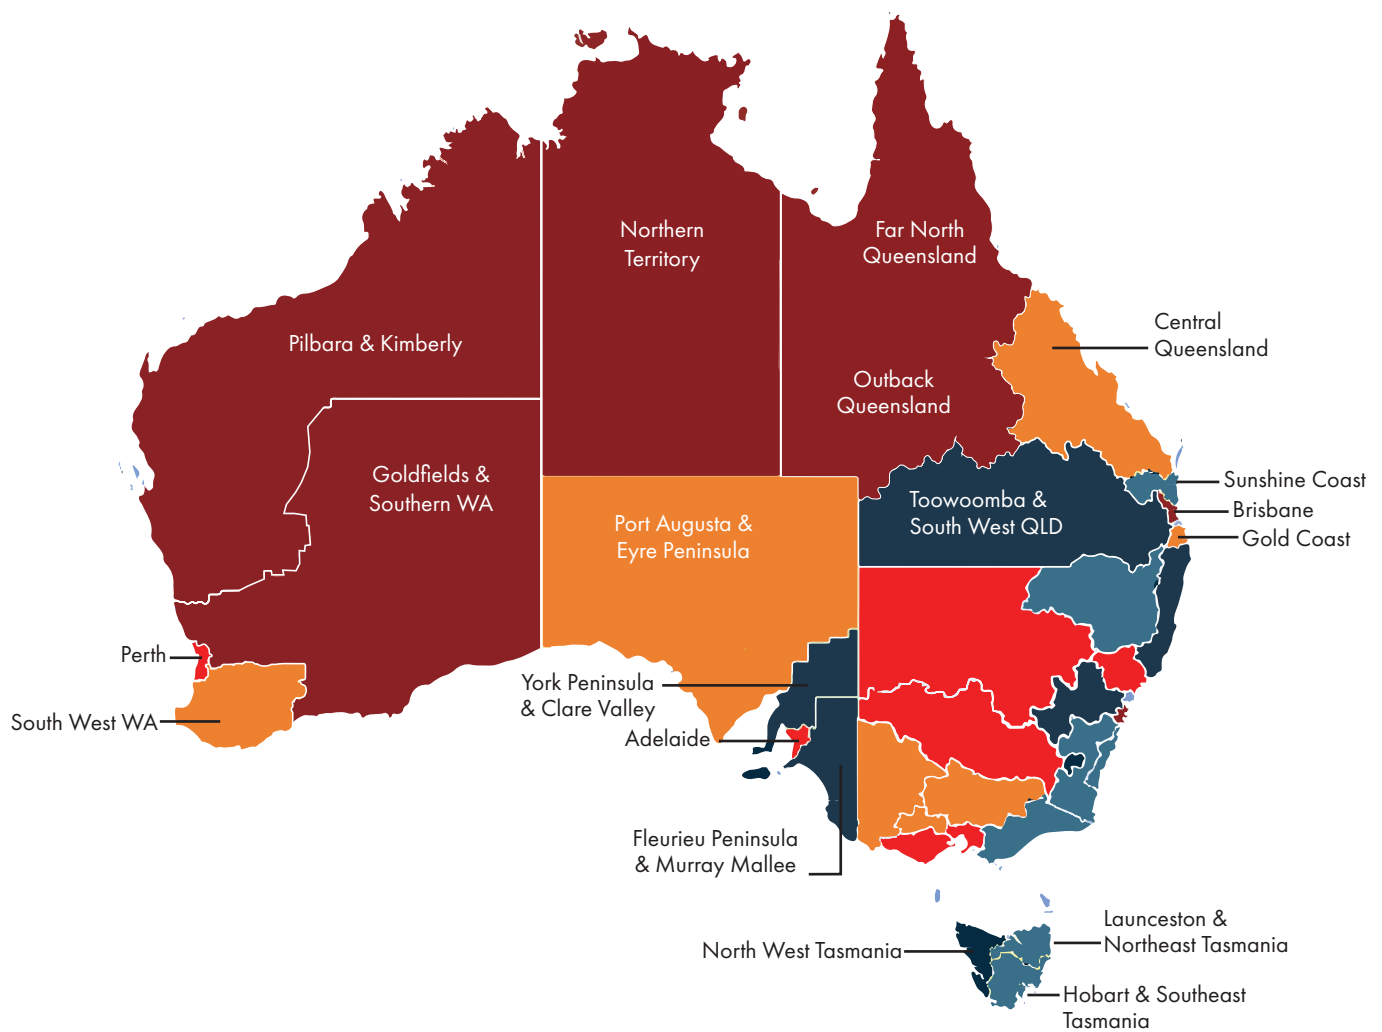 Northern
Territory
Far North
Queensland
Pilbara & Kimberly
Central
Queensland
Outback
Queensland
Goldfields &
Southern WA
Sunshine Coast
Toowoomba &
South West QLD
Brisbane
Port Augusta &
Eyre Peninsula
Gold Coast
Perth
York Peninsula
& Clare Valley
South West WA
Adelaide
Fleurieu Peninsula
& Murray Mallee
Launceston &
Northeast Tasmania
North West Tasmania
Hobart & Southeast
Tasmania